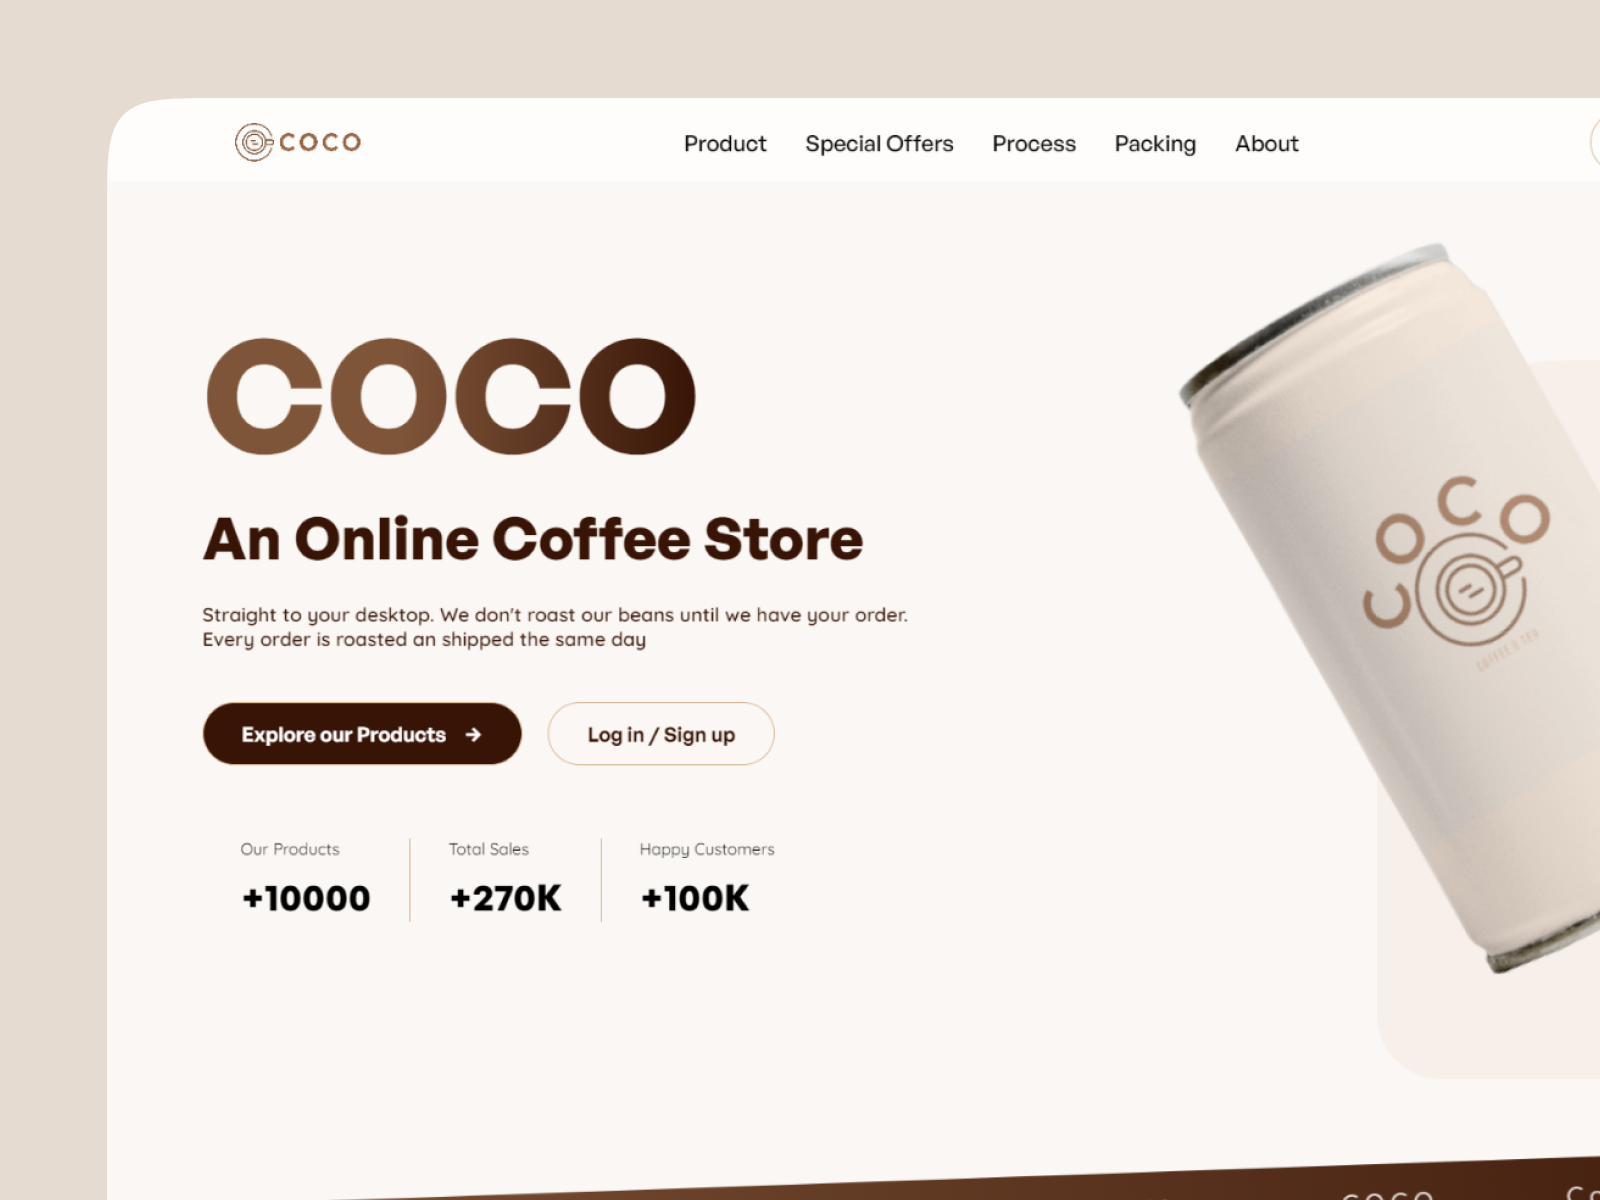 COCO
Product Special Offers Process Packing About
COCO
An Online Coffee Store
Straight to your desktop. We don't roast our beans until we have your order.
Every order is roasted an shipped the same day
Explore our Products →
Log in / Sign up
Our Products
+10000
Total Sales
+270K
Happy Customers
+100K
COCO
COFFEE & TEA
COCO